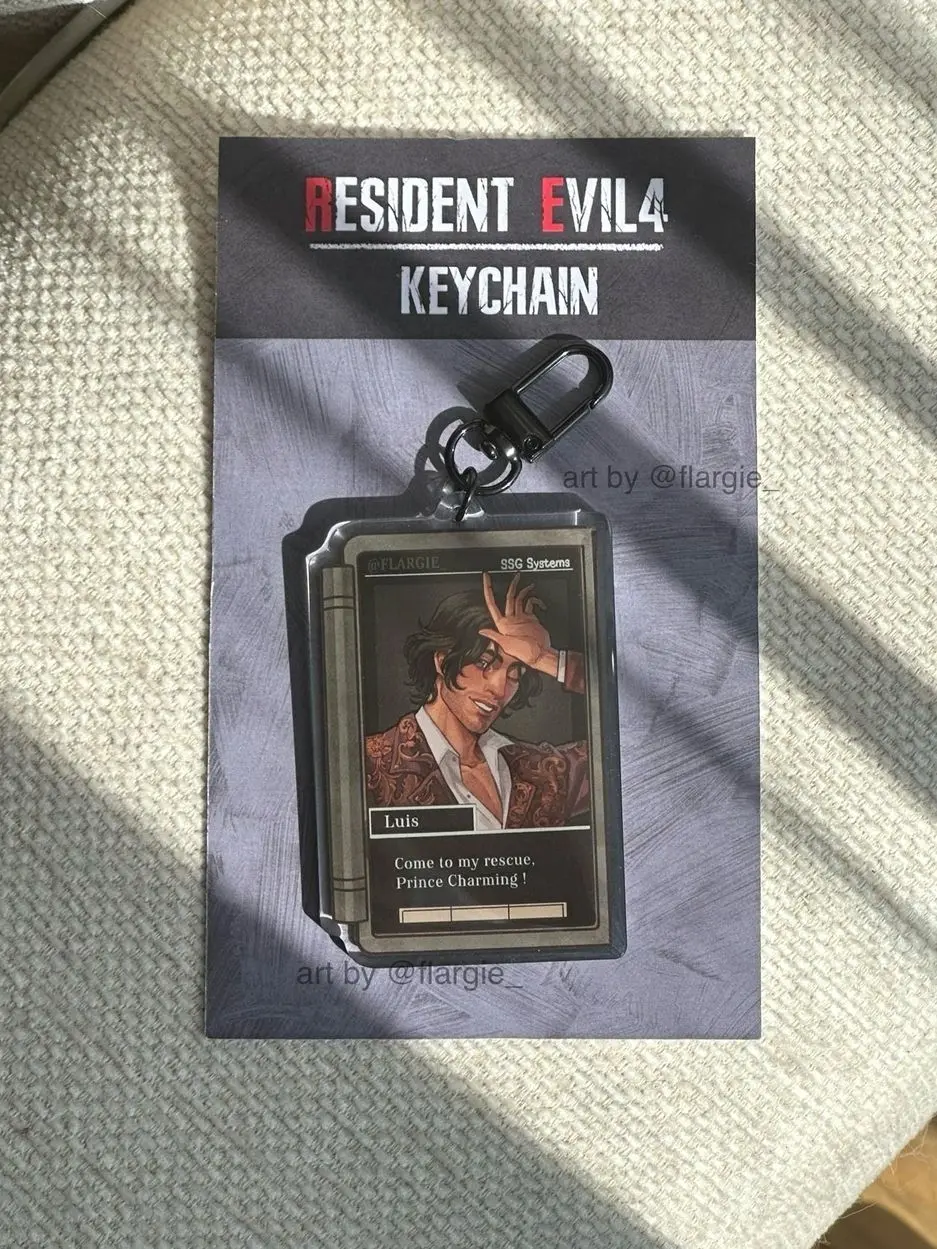 RESIDENT EVIL4
KEYCHAIN
art by @flargie_
@FLARGIE_ SSG Systems
Luis
Come to my rescue,
Prince Charming !
art by @flargie_